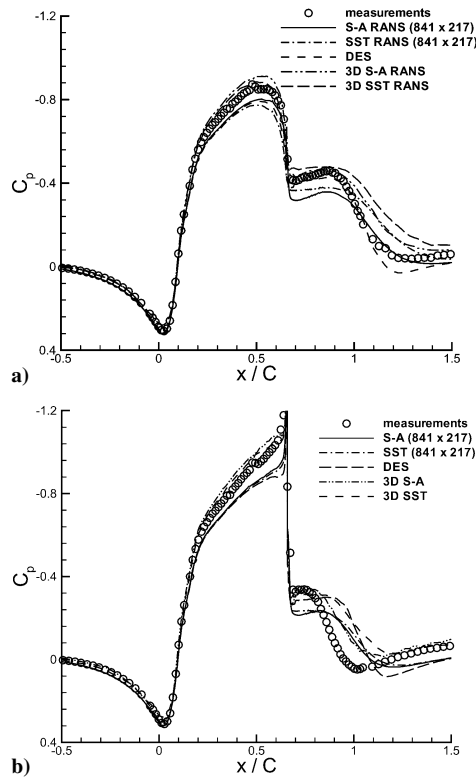 -1.2
measurements
S-A RANS (841 x 217)
SST RANS (841 x 217)
DES
3D S-A RANS
3D SST RANS
-0.8
Cp
-0.4
0
0.4
-0.5
0
0.5
1
1.5
x / C
a)
-1.2
measurements
S-A (841 x 217)
SST (841 x 217)
DES
3D S-A
3D SST
-0.8
Cp
-0.4
0
0.4
-0.5
0
0.5
1
1.5
x / C
b)